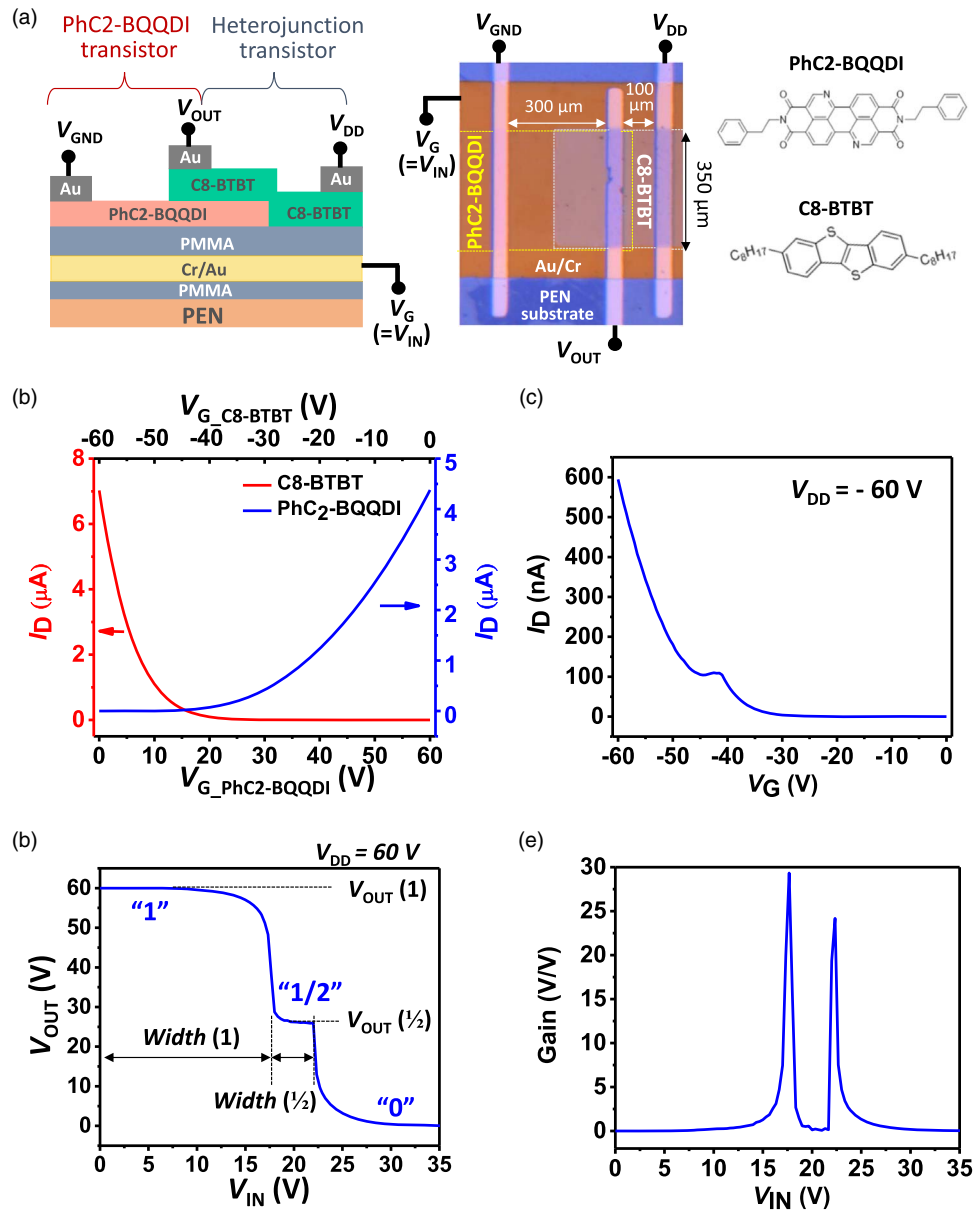 (a)
PhC2-BQQDI
transistor
Heterojunction
transistor
VGND
VOUT
VDD
Au
Au
Au
C8-BTBT
PhC2-BQQDI
C8-BTBT
PMMA
Cr/Au
PMMA
PEN
VG
(=VIN)
VGND
VDD
VG
(=VIN)
300 μm
100
μm
350 μm
PhC2-BQQDI
C8-BTBT
Au/Cr
PEN
substrate
VOUT
PhC2-BQQDI
O
N
O
N
N
O
N
O
C8-BTBT
C8H17
S
S
C8H17
(b)
VG_C8-BTBT (V)
-60 -50 -40 -30 -20 -10 0
C8-BTBT
PhC2-BQQDI
8
6
4
2
0
ID (μA)
5
4
3
2
1
0
ID (μA)
0 10 20 30 40 50 60
VG_PhC2-BQQDI (V)
(c)
VDD = - 60 V
600
500
400
300
200
100
0
ID (nA)
-60 -50 -40 -30 -20 -10 0
VG (V)
(b)
VDD = 60 V
60
50
40
30
20
10
0
VOUT (V)
"1"
VOUT (1)
"1/2"
VOUT (½)
Width (1)
Width (½)
"0"
0 5 10 15 20 25 30 35
VIN (V)
(e)
30
25
20
15
10
5
0
Gain (V/V)
0 5 10 15 20 25 30 35
VIN (V)